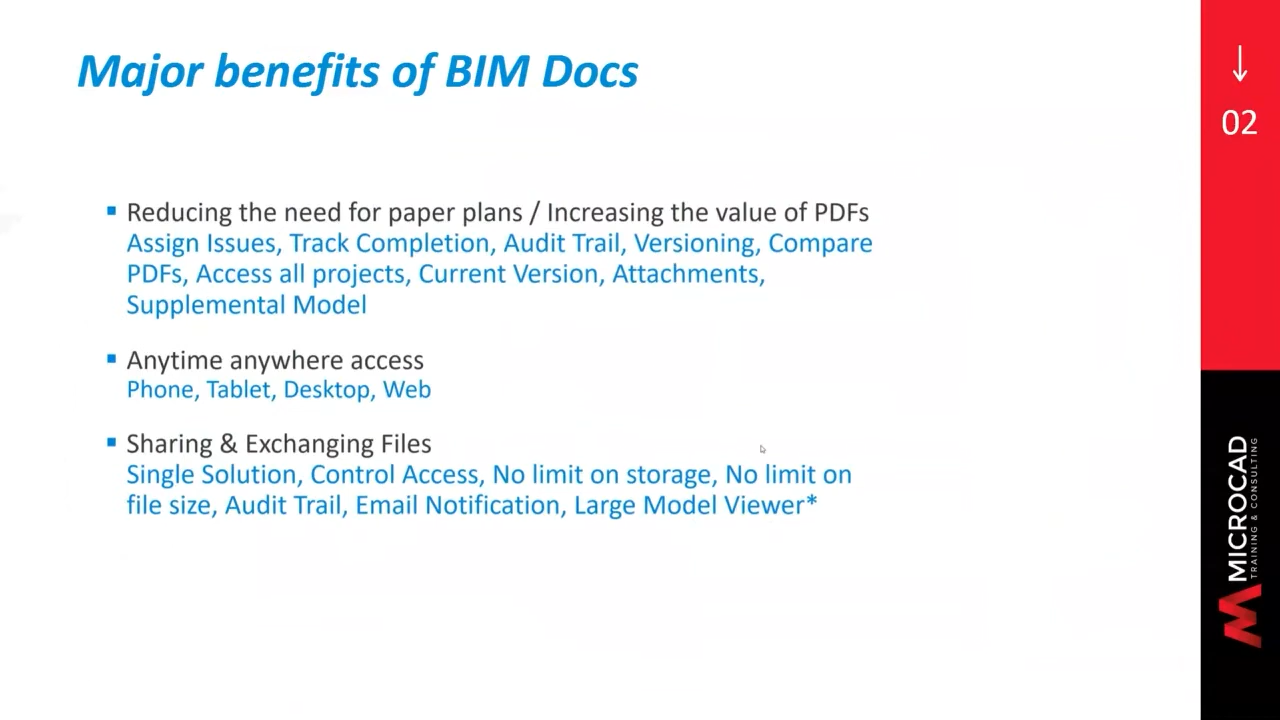 Major benefits of BIM Docs
↓
02
▪ Reducing the need for paper plans / Increasing the value of PDFs
Assign Issues, Track Completion, Audit Trail, Versioning, Compare
PDFs, Access all projects, Current Version, Attachments,
Supplemental Model
▪ Anytime anywhere access
Phone, Tablet, Desktop, Web
▪ Sharing & Exchanging Files
Single Solution, Control Access, No limit on storage, No limit on
file size, Audit Trail, Email Notification, Large Model Viewer*
MICROCAD
TRAINING & CONSULTING